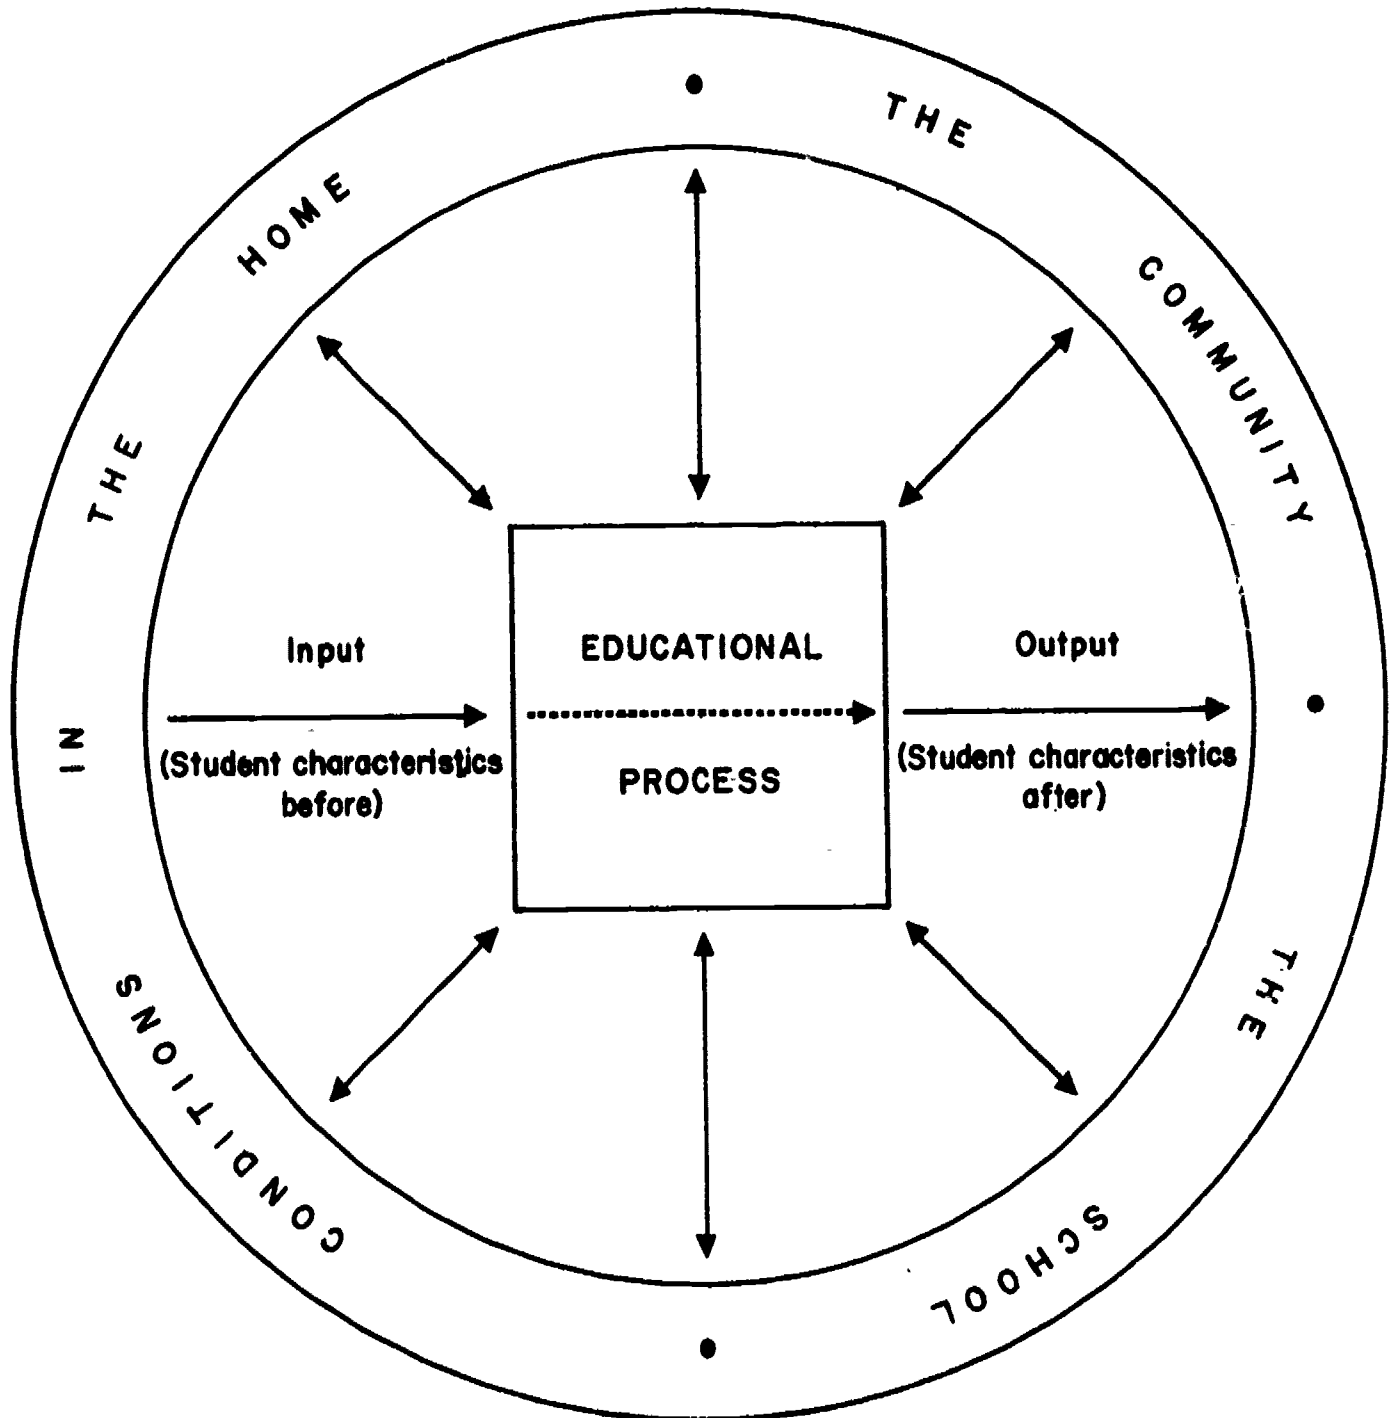 CONDITIONS IN THE HOME • THE COMMUNITY • THE SCHOOL •
Input
(Student characteristics
before)
EDUCATIONAL
PROCESS
Output
(Student characteristics
after)